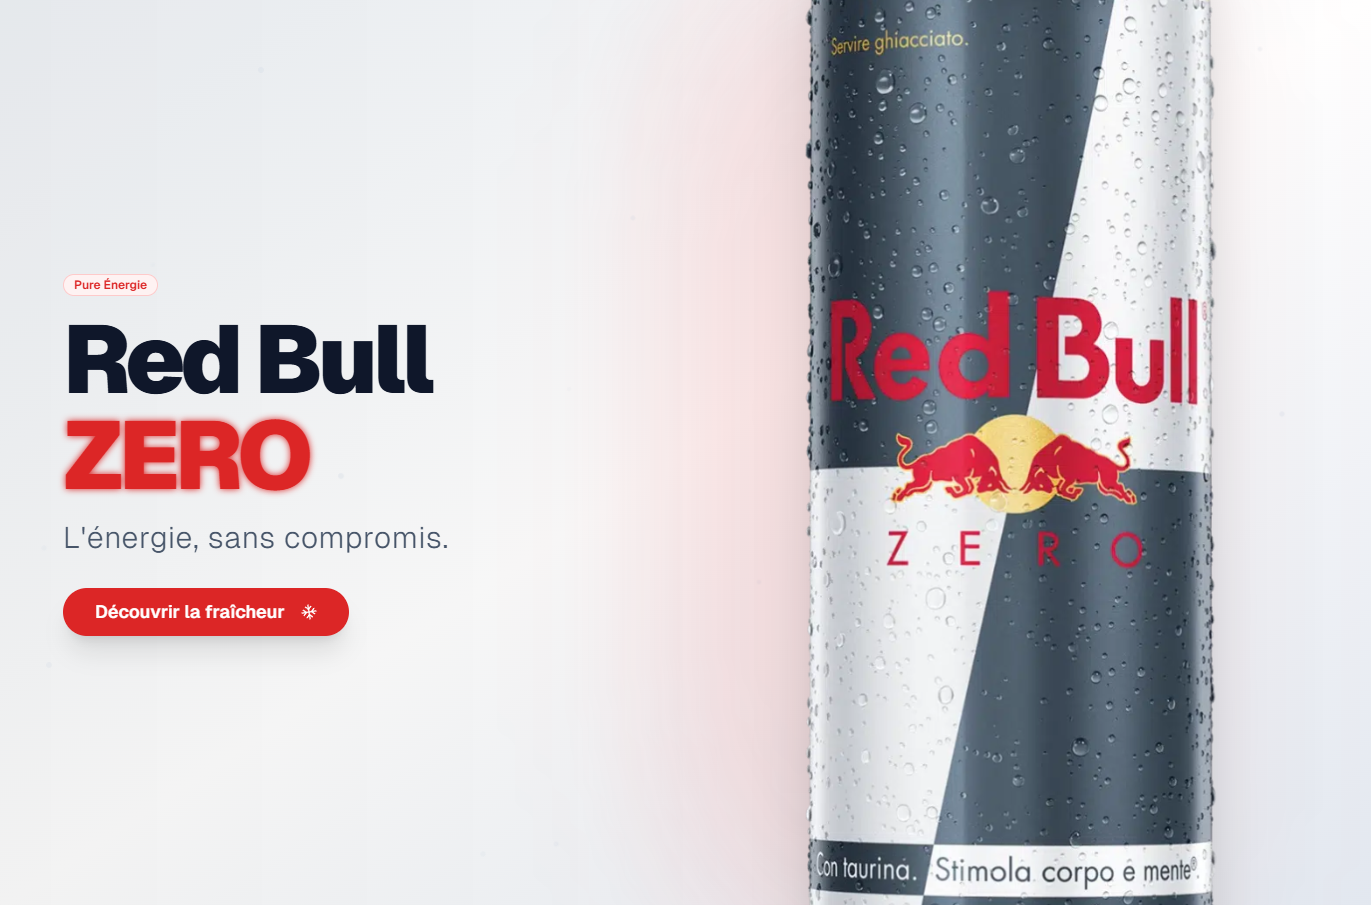 Pure Énergie
Red Bull
ZERO
L'énergie, sans compromis.
Découvrir la fraîcheur
Servire ghiacciato.
Red Bull®
ZERO
Con taurina. Stimola corpo e mente®.